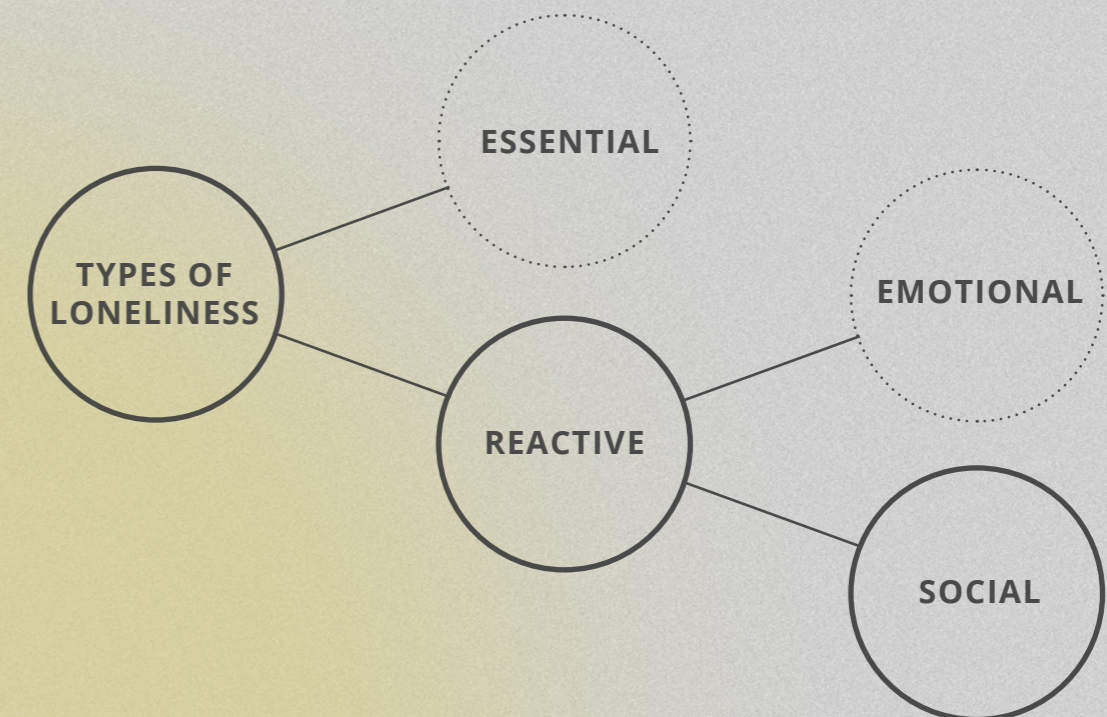 TYPES OF
LONELINESS
ESSENTIAL
REACTIVE
EMOTIONAL
SOCIAL